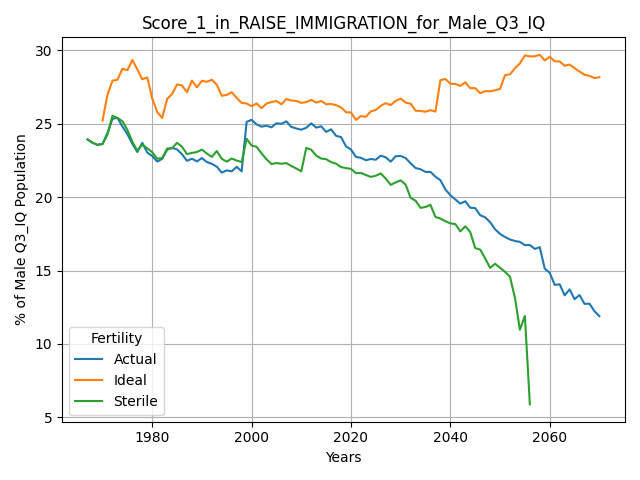 Score_1_in_RAISE_IMMIGRATION_for_Male_Q3_IQ
% of Male Q3_IQ Population
30
25
20
15
10
5
Fertility
Actual
Ideal
Sterile
1980
2000
2020
2040
2060
Years